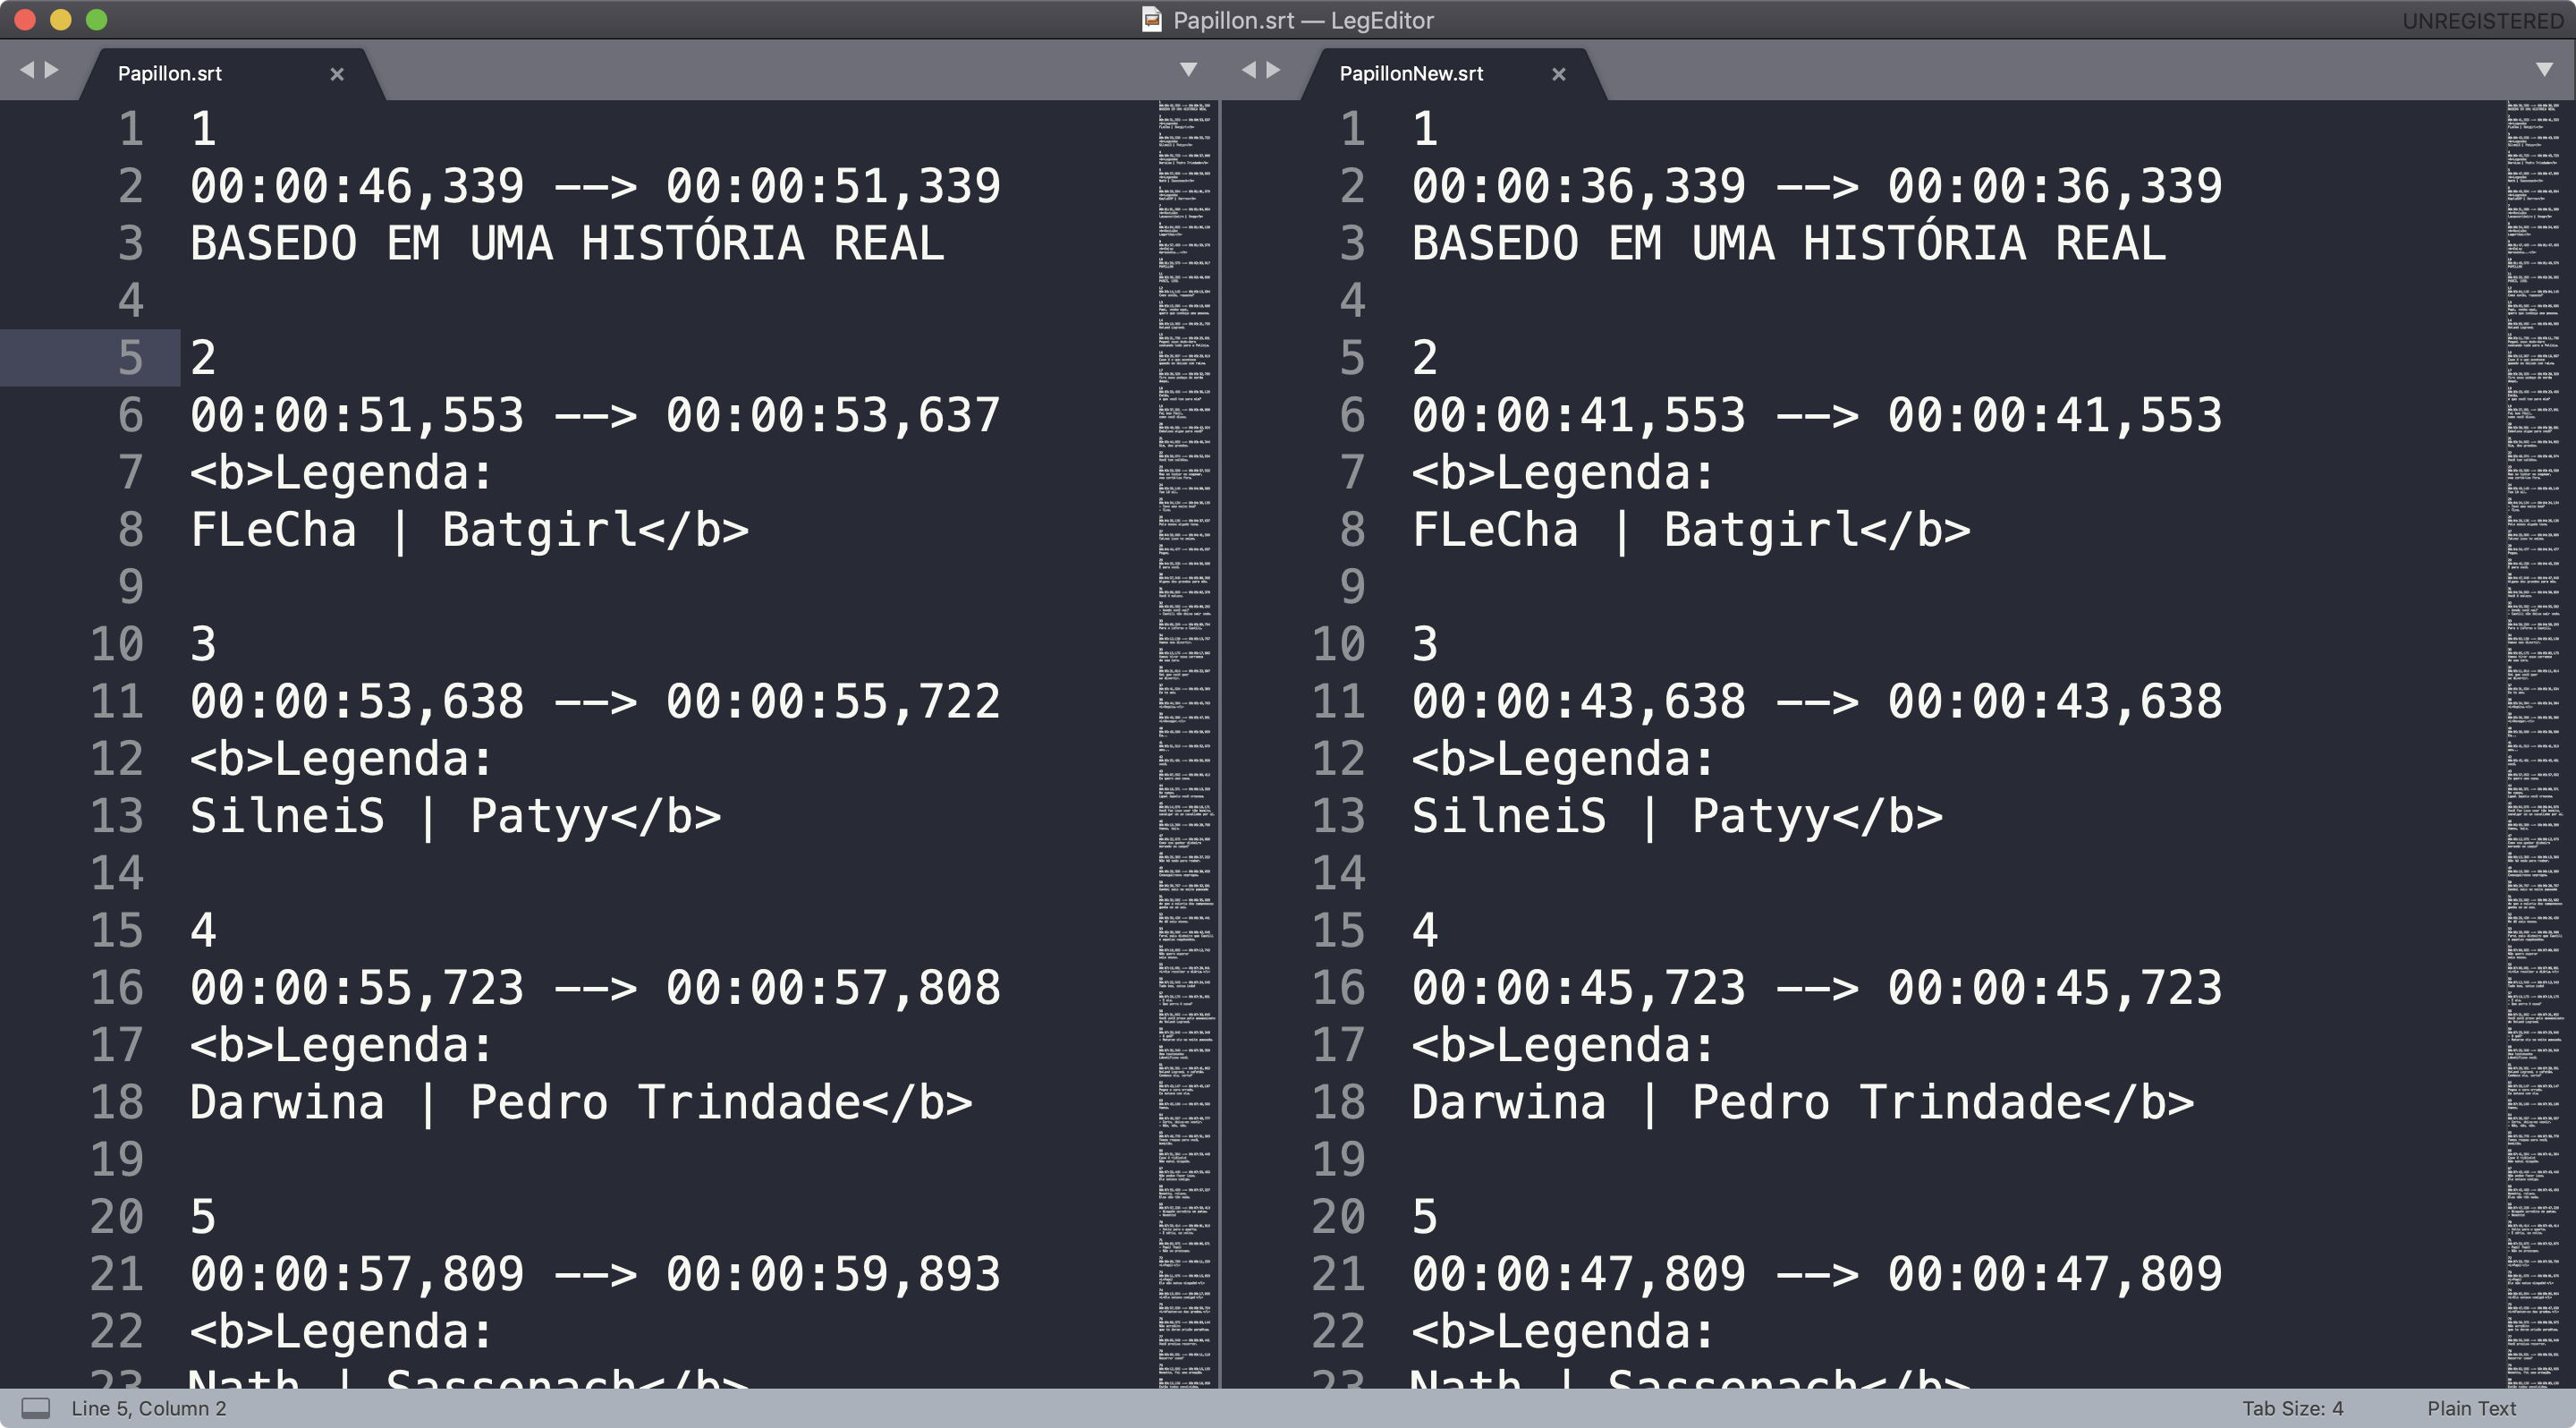 Papillon.srt — LegEditor
UNREGISTERED
Papillon.srt
1 1
2 00:00:46,339 --> 00:00:51,339
3 BASEDO EM UMA HISTÓRIA REAL
4
5 2
6 00:00:51,553 --> 00:00:53,637
7 <b>Legenda:
8 FLeCha | Batgirl</b>
9
10 3
11 00:00:53,638 --> 00:00:55,722
12 <b>Legenda:
13 SilneiS | Patyy</b>
14
15 4
16 00:00:55,723 --> 00:00:57,808
17 <b>Legenda:
18 Darwina | Pedro Trindade</b>
19
20 5
21 00:00:57,809 --> 00:00:59,893
22 <b>Legenda:
23 Nath | Sassenach</b>
PapillonNew.srt
1 1
2 00:00:36,339 --> 00:00:36,339
3 BASEDO EM UMA HISTÓRIA REAL
4
5 2
6 00:00:41,553 --> 00:00:41,553
7 <b>Legenda:
8 FLeCha | Batgirl</b>
9
10 3
11 00:00:43,638 --> 00:00:43,638
12 <b>Legenda:
13 SilneiS | Patyy</b>
14
15 4
16 00:00:45,723 --> 00:00:45,723
17 <b>Legenda:
18 Darwina | Pedro Trindade</b>
19
20 5
21 00:00:47,809 --> 00:00:47,809
22 <b>Legenda:
23 Nath | Sassenach</b>
Line 5, Column 2
Tab Size: 4
Plain Text